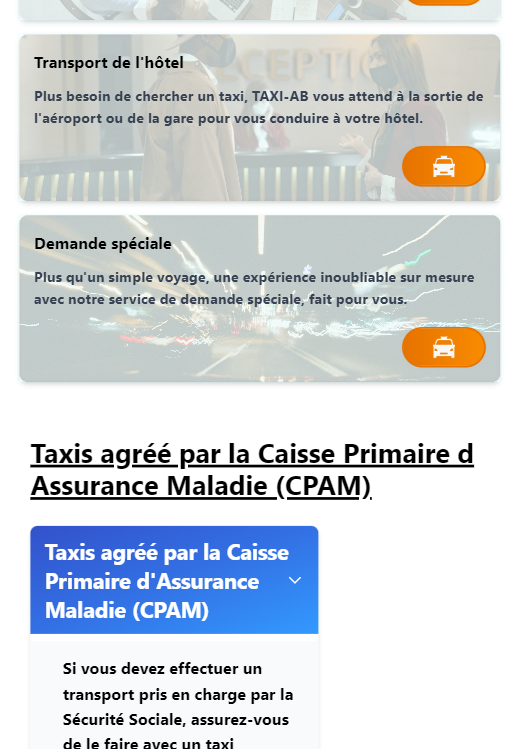 RECEPTION
Transport de l'hôtel
Plus besoin de chercher un taxi, TAXI-AB vous attend à la sortie de
l'aéroport ou de la gare pour vous conduire à votre hôtel.
Demande spéciale
Plus qu'un simple voyage, une expérience inoubliable sur mesure
avec notre service de demande spéciale, fait pour vous.
Taxis agréé par la Caisse Primaire d
Assurance Maladie (CPAM)
Taxis agréé par la Caisse
Primaire d'Assurance
Maladie (CPAM)
Si vous devez effectuer un
transport pris en charge par la
Sécurité Sociale, assurez-vous
de le faire avec un taxi